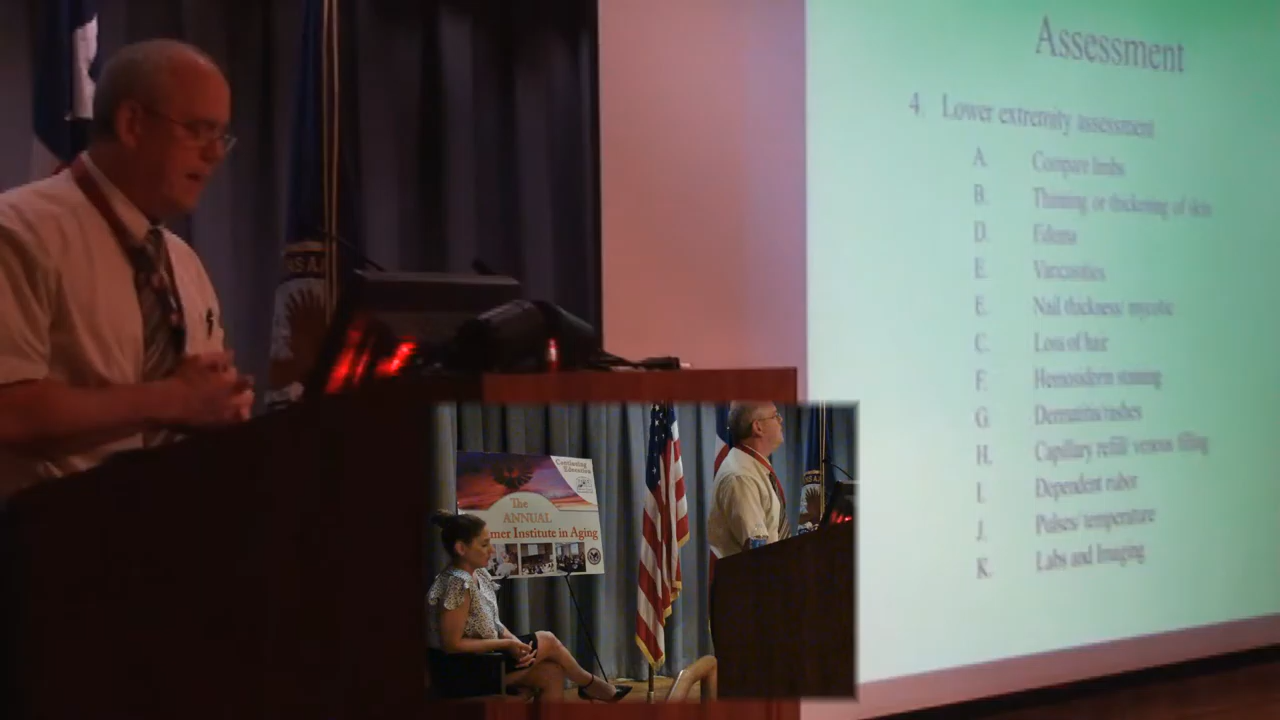 Assessment
4. Lower extremity assessment
A. Compare limbs
B. Thinning or thickening of skin
D. Edema
E. Varicosities
E. Nail thickness/ mycotic
C. Loss of hair
F. Hemosiderin staining
G. Dermatitis/rashes
H. Capillary refill/ venous filling
I. Dependent rubor
J. Pulses/ temperature
K. Labs and Imaging
Continuing
Education
The
ANNUAL
mer Institute in Aging